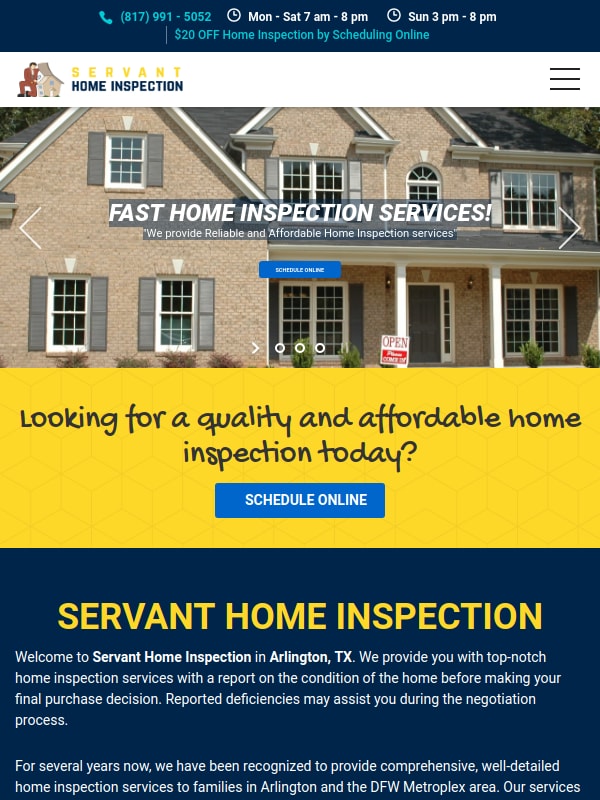 (817) 991 - 5052 Mon - Sat 7 am - 8 pm Sun 3 pm - 8 pm
$20 OFF Home Inspection by Scheduling Online
SERVANT
HOME INSPECTION
FAST HOME INSPECTION SERVICES!
"We provide Reliable and Affordable Home Inspection services"
SCHEDULE ONLINE
OPEN
COME IN
Looking for a quality and affordable home
inspection today?
SCHEDULE ONLINE
SERVANT HOME INSPECTION
Welcome to Servant Home Inspection in Arlington, TX. We provide you with top-notch
home inspection services with a report on the condition of the home before making your
final purchase decision. Reported deficiencies may assist you during the negotiation
process.
For several years now, we have been recognized to provide comprehensive, well-detailed
home inspection services to families in Arlington and the DFW Metroplex area. Our services